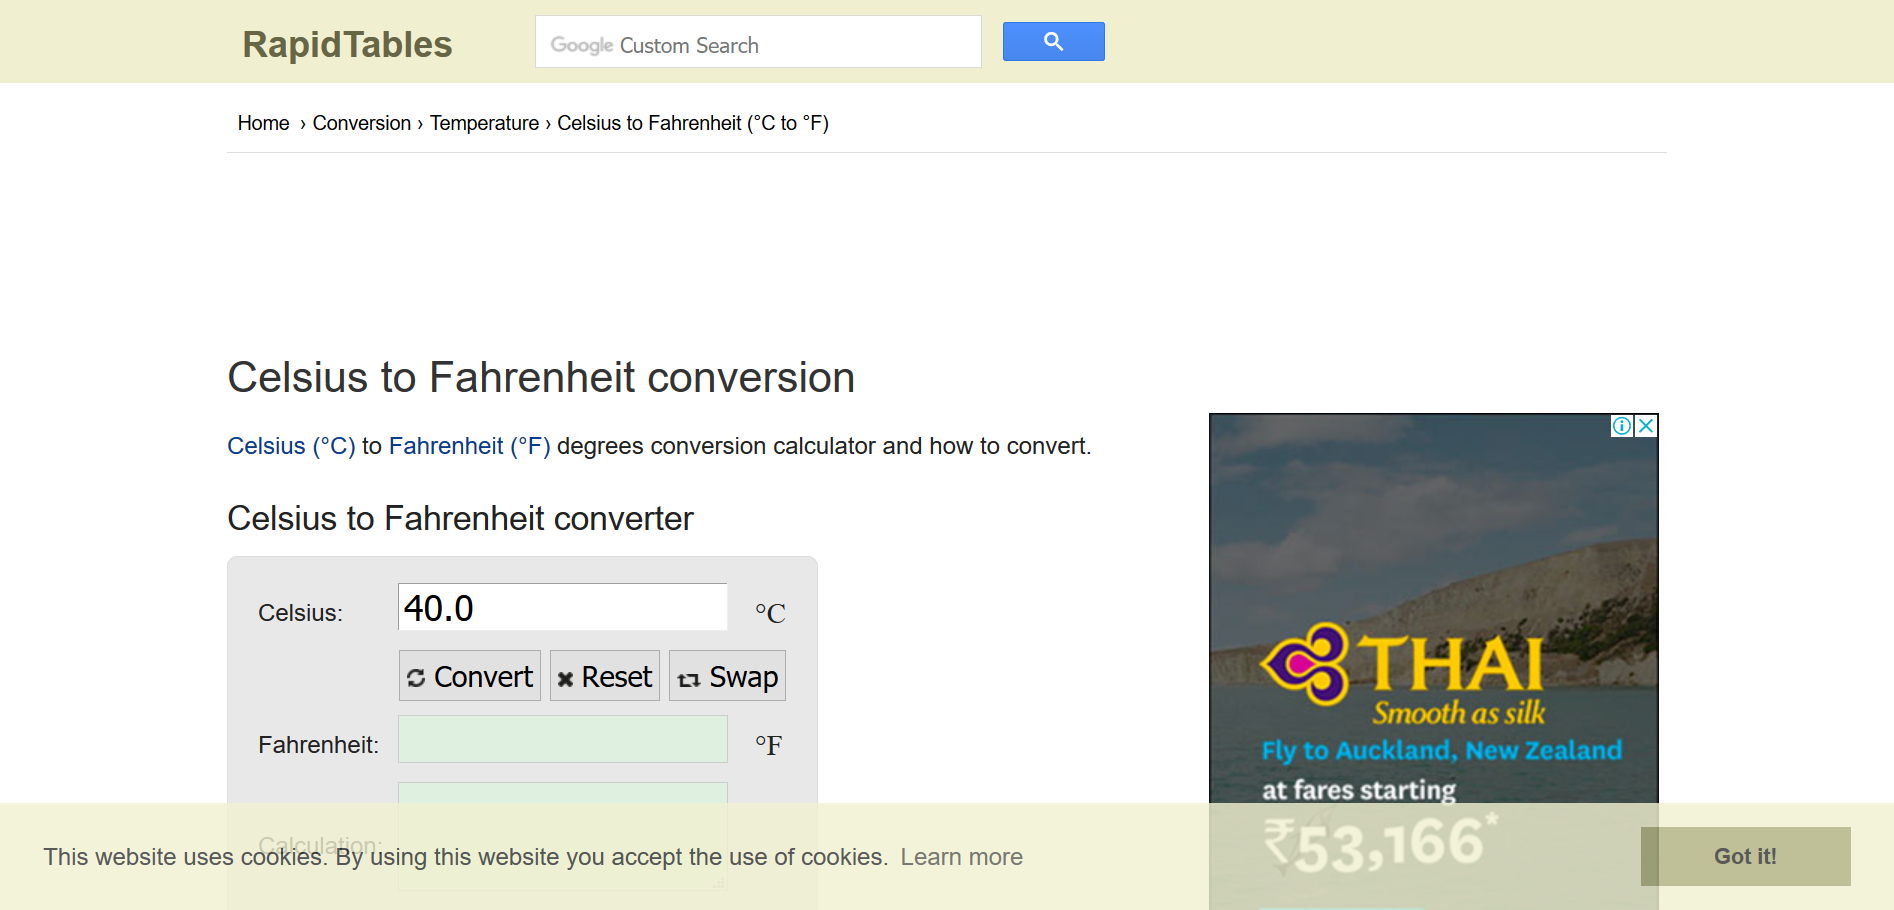 RapidTables
Google Custom Search
Home › Conversion › Temperature › Celsius to Fahrenheit (°C to °F)
Celsius to Fahrenheit conversion
Celsius (°C) to Fahrenheit (°F) degrees conversion calculator and how to convert.
Celsius to Fahrenheit converter
Celsius: 40.0 °C
Convert Reset Swap
Fahrenheit: °F
Calculation:
THAI
Smooth as silk
Fly to Auckland, New Zealand
at fares starting
₹53,166*
This website uses cookies. By using this website you accept the use of cookies. Learn more
Got it!